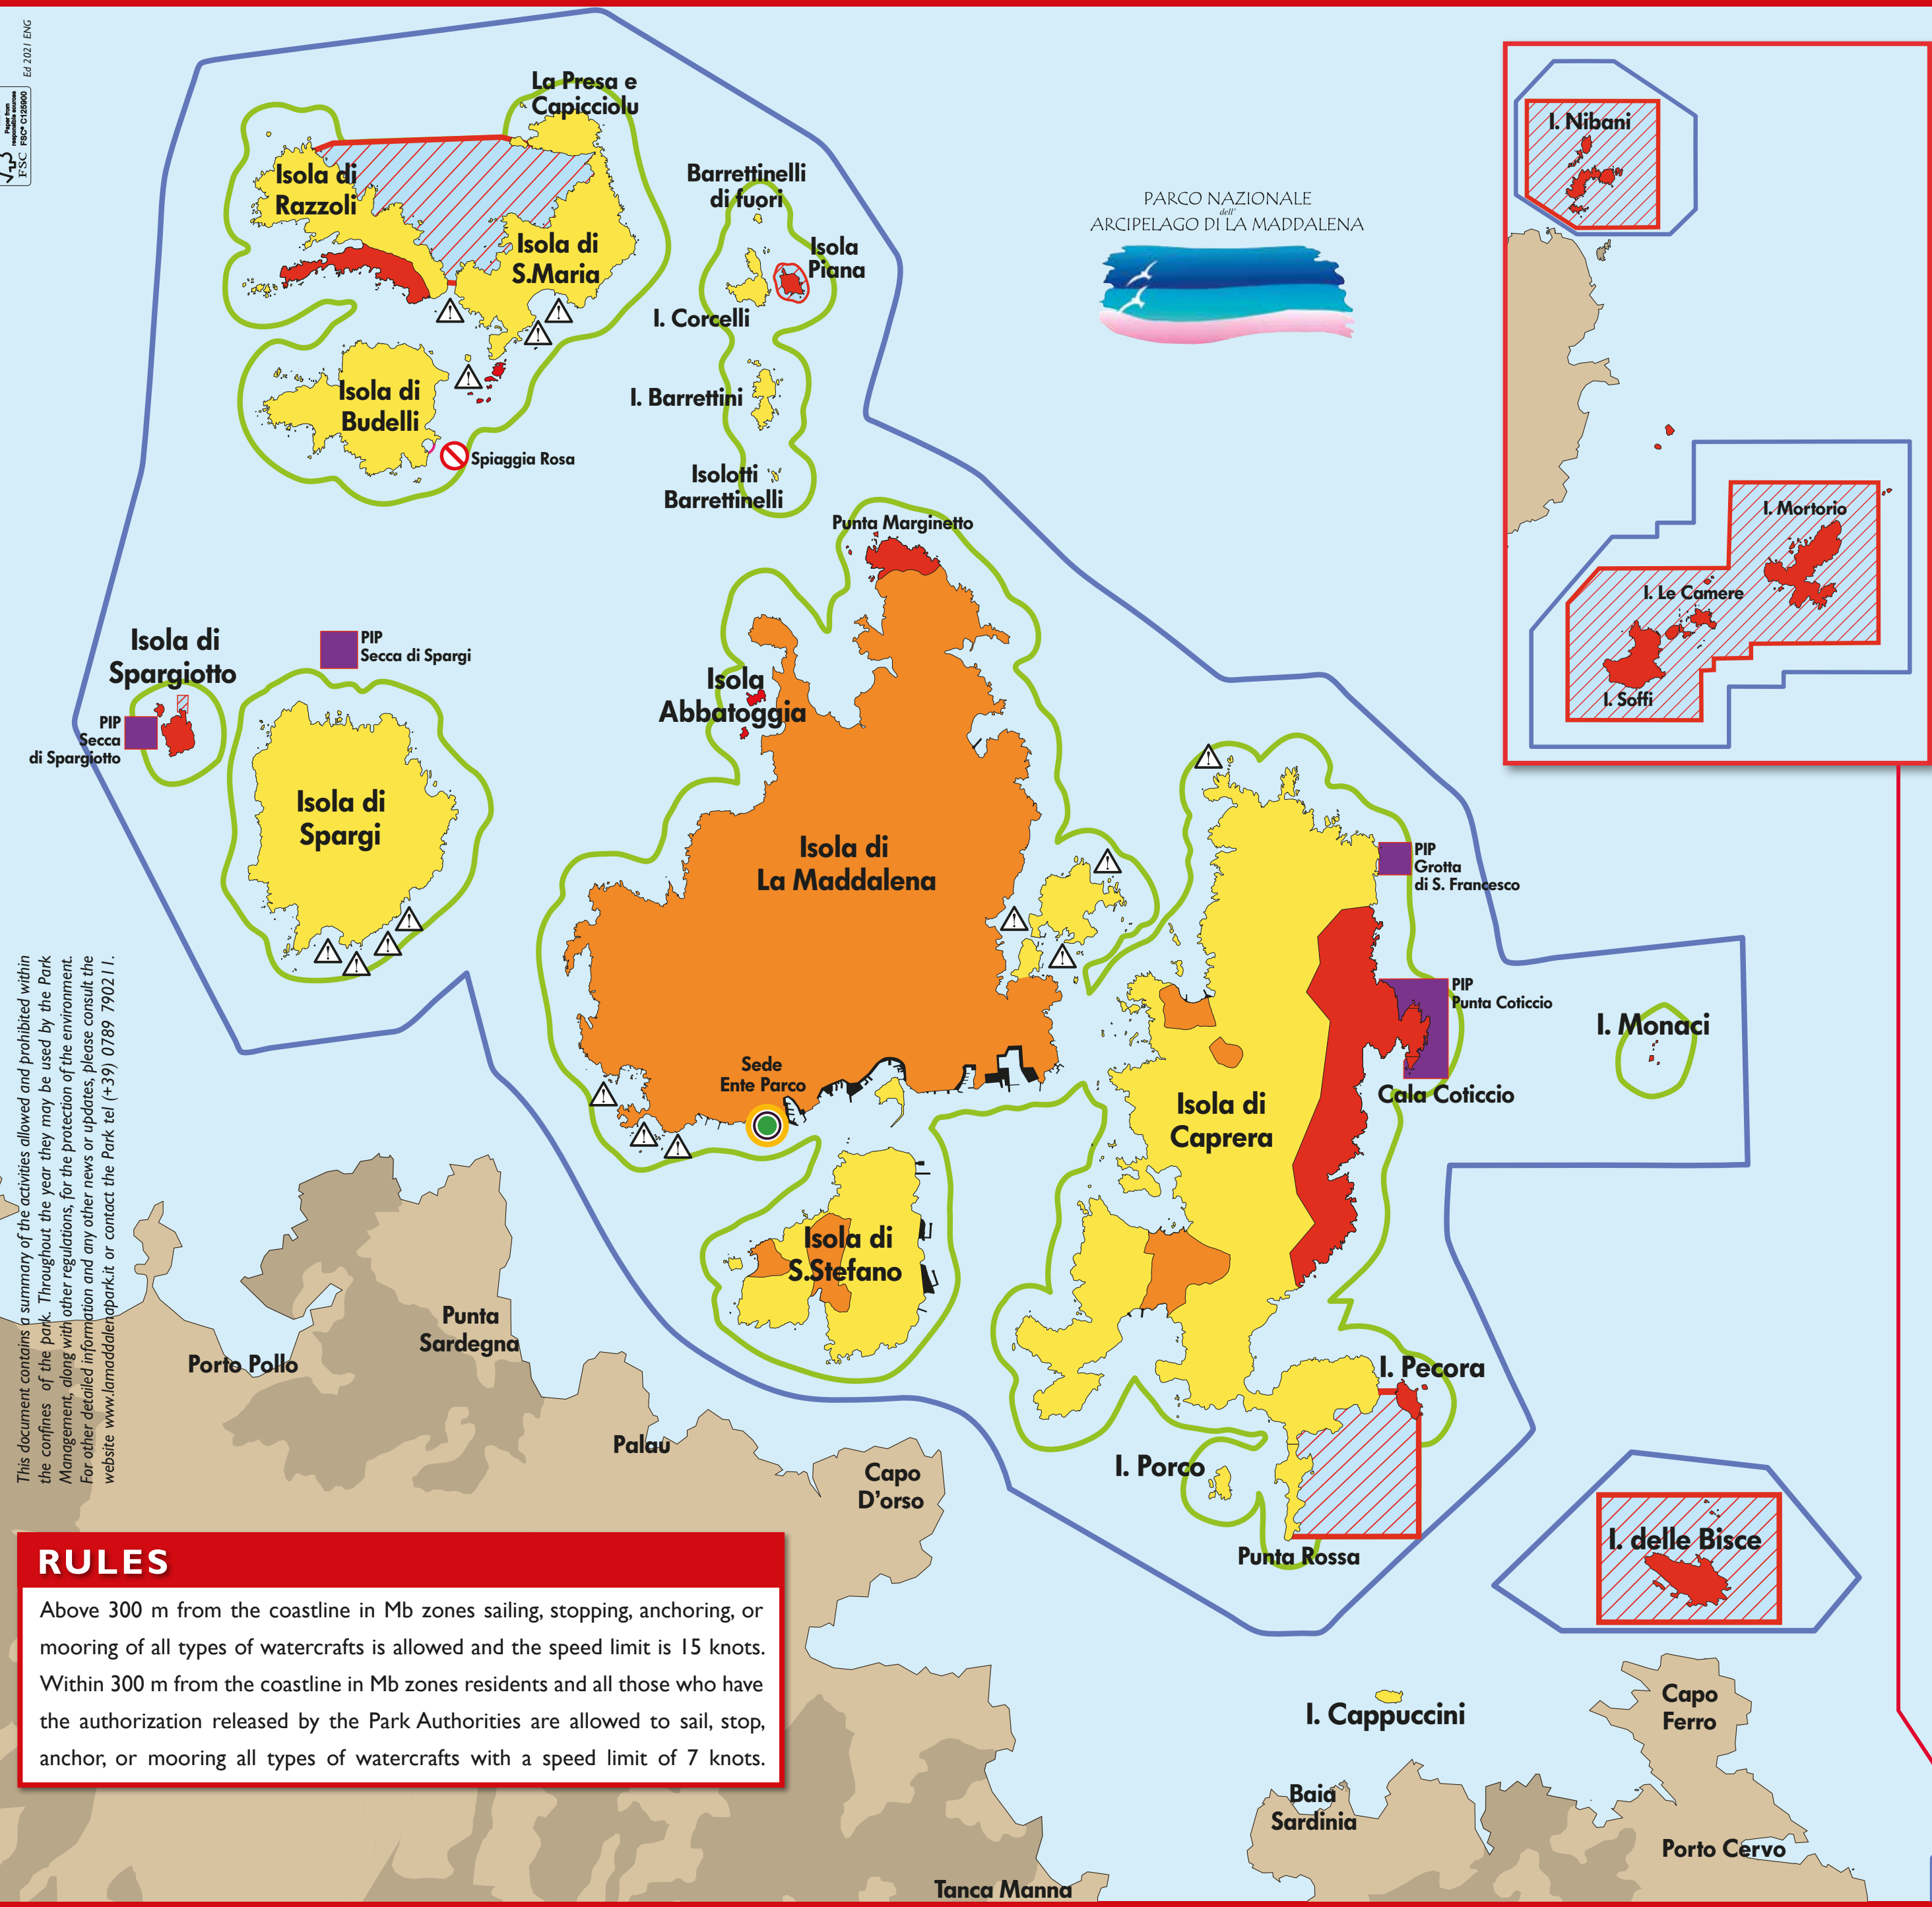 Ed 2021 ENG
Paper from
responsible sources
FSC FSC® C125900
La Presa e
Capicciolu
Isola di
Razzoli
Isola di
S.Maria
Barrettinelli
di fuori
Isola
Piana
I. Corcelli
I. Barrettini
Isola di
Budelli
Spiaggia Rosa
Isolotti
Barrettinelli
PARCO NAZIONALE
dell'
ARCIPELAGO DI LA MADDALENA
I. Nibani
I. Mortorio
I. Le Camere
I. Soffi
Punta Marginetto
Isola di
Spargiotto
PIP
Secca di Spargi
PIP
Secca
di Spargiotto
Isola di
Spargi
Isola
Abbatoggia
Isola di
La Maddalena
PIP
Grotta
di S. Francesco
PIP
Punta Coticcio
Cala Coticcio
I. Monaci
Sede
Ente Parco
Isola di
Caprera
Isola di
S.Stefano
This document contains a summary of the activities allowed and prohibited within
the confines of the park. Throughout the year they may be used by the Park
Management, along with other regulations, for the protection of the environment.
For other detailed information and any other news or updates, please consult the
website www.lamaddalenapark.it or contact the Park tel (+39) 0789 790211.
Punta
Sardegna
Porto Pollo
Palau
Capo
D'orso
I. Pecora
I. Porco
Punta Rossa
I. delle Bisce
RULES
Above 300 m from the coastline in Mb zones sailing, stopping, anchoring, or
mooring of all types of watercrafts is allowed and the speed limit is 15 knots.
Within 300 m from the coastline in Mb zones residents and all those who have
the authorization released by the Park Authorities are allowed to sail, stop,
anchor, or mooring all types of watercrafts with a speed limit of 7 knots.
I. Cappuccini
Capo
Ferro
Baia
Sardinia
Porto Cervo
Tanca Manna